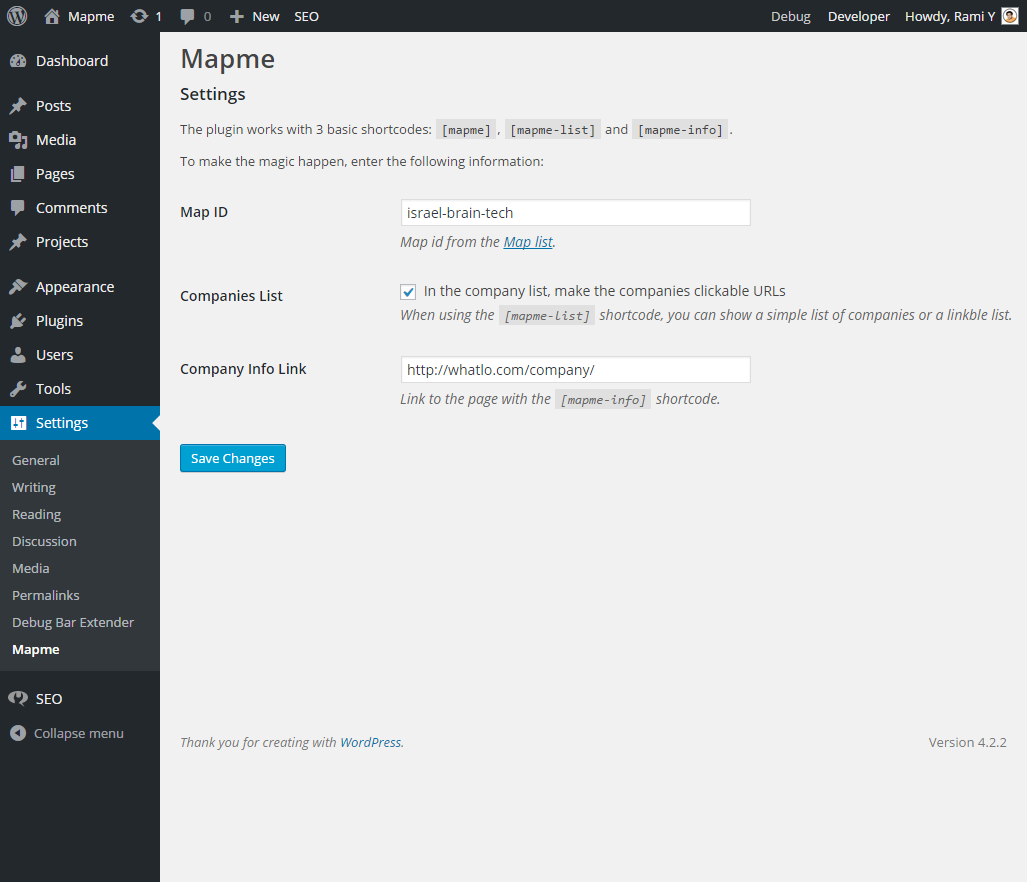 Mapme 1 0 New SEO Debug Developer Howdy, Rami Y
Dashboard
Posts
Media
Pages
Comments
Projects
Appearance
Plugins
Users
Tools
Settings
General
Writing
Reading
Discussion
Media
Permalinks
Debug Bar Extender
Mapme
SEO
Collapse menu
Mapme
Settings
The plugin works with 3 basic shortcodes: [mapme] , [mapme-list] and [mapme-info] .
To make the magic happen, enter the following information:
Map ID
israel-brain-tech
Map id from the Map list.
Companies List
In the company list, make the companies clickable URLs
When using the [mapme-list] shortcode, you can show a simple list of companies or a linkble list.
Company Info Link
http://whatlo.com/company/
Link to the page with the [mapme-info] shortcode.
Save Changes
Thank you for creating with WordPress. Version 4.2.2